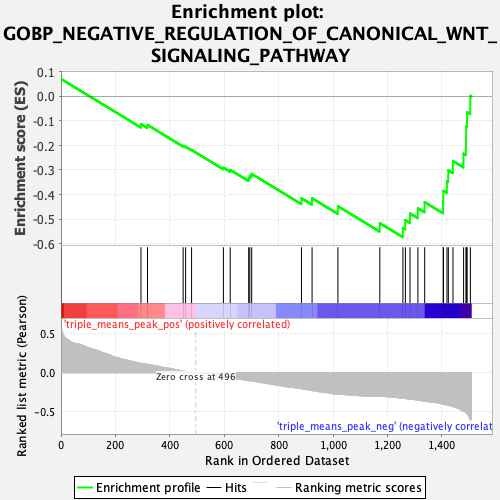 Enrichment plot:
GOBP_NEGATIVE_REGULATION_OF_CANONICAL_WNT_
SIGNALING_PATHWAY
Enrichment score (ES)
0.1
0.0
-0.1
-0.2
-0.3
-0.4
-0.5
-0.6
'triple_means_peak_pos' (positively correlated)
Ranked list metric (Pearson)
0.5
0.0
-0.5
Zero cross at 496
'triple_means_peak_neg' (negatively correlat
0
200
400
600
800
1,000
1,200
1,400
Rank in Ordered Dataset
Enrichment profile
Hits
Ranking metric scores